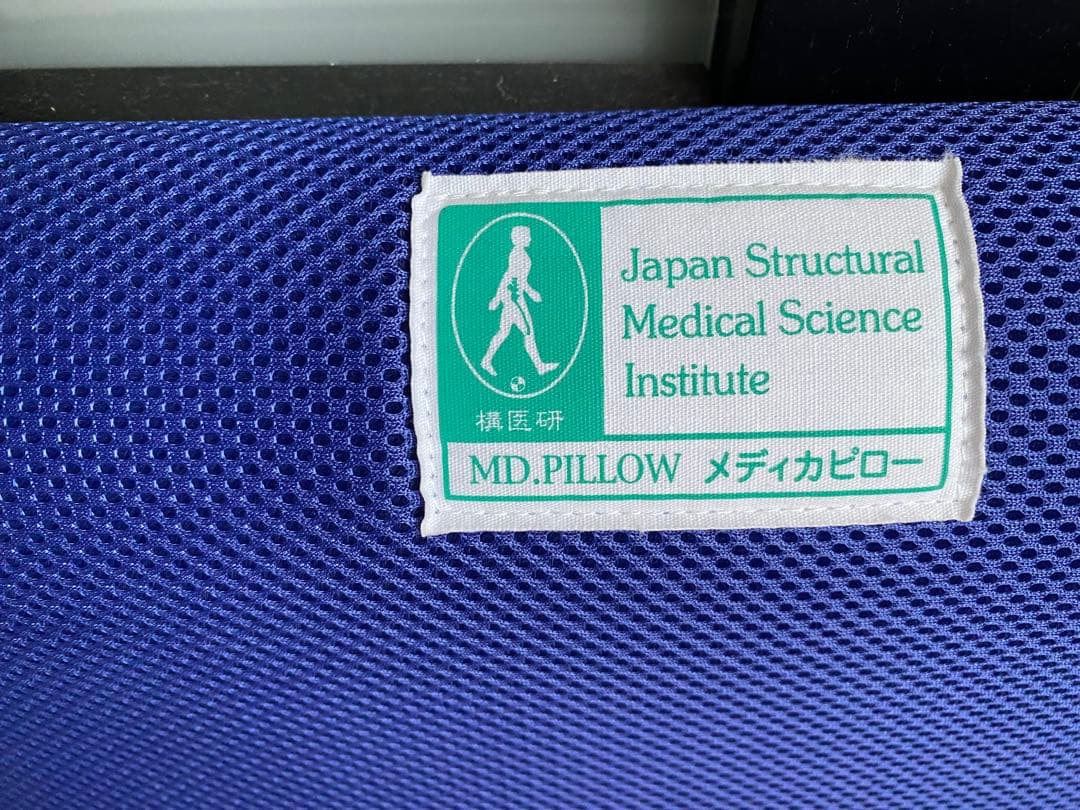 Japan Structural
Medical Science
Institute
構医研
MD.PILLOW メディカピロー